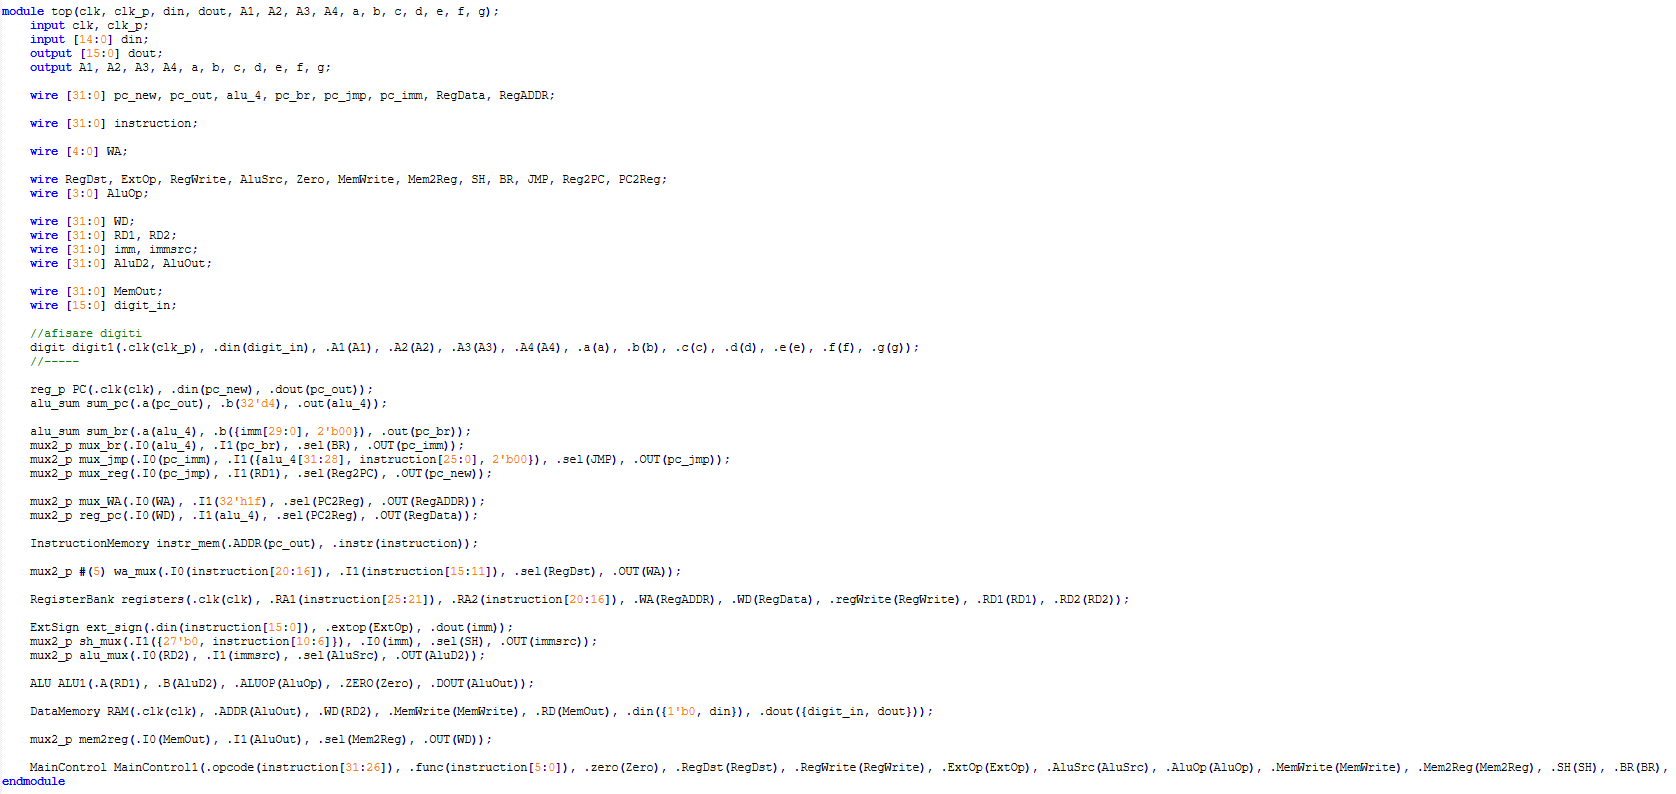 module top(clk, clk_p, din, dout, A1, A2, A3, A4, a, b, c, d, e, f, g);
input clk, clk_p;
input [14:0] din;
output [15:0] dout;
output A1, A2, A3, A4, a, b, c, d, e, f, g;
wire [31:0] pc_new, pc_out, alu_4, pc_br, pc_jmp, pc_imm, RegData, RegADDR;
wire [31:0] instruction;
wire [4:0] WA;
wire RegDst, ExtOp, RegWrite, AluSrc, Zero, MemWrite, Mem2Reg, SH, BR, JMP, Reg2PC, PC2Reg;
wire [3:0] AluOp;
wire [31:0] WD;
wire [31:0] RD1, RD2;
wire [31:0] imm, immsrc;
wire [31:0] AluD2, AluOut;
wire [31:0] MemOut;
wire [15:0] digit_in;
//afisare digiti
digit digit1(.clk(clk_p), .din(digit_in), .A1(A1), .A2(A2), .A3(A3), .A4(A4), .a(a), .b(b), .c(c), .d(d), .e(e), .f(f), .g(g));
//-----
reg_p PC(.clk(clk), .din(pc_new), .dout(pc_out));
alu_sum sum_pc(.a(pc_out), .b(32'd4), .out(alu_4));
alu_sum sum_br(.a(alu_4), .b({imm[29:0], 2'b00}), .out(pc_br));
mux2_p mux_br(.I0(alu_4), .I1(pc_br), .sel(BR), .OUT(pc_imm));
mux2_p mux_jmp(.I0(pc_imm), .I1({alu_4[31:28], instruction[25:0], 2'b00}), .sel(JMP), .OUT(pc_jmp));
mux2_p mux_reg(.I0(pc_jmp), .I1(RD1), .sel(Reg2PC), .OUT(pc_new));
mux2_p mux_WA(.I0(WA), .I1(32'h1f), .sel(PC2Reg), .OUT(RegADDR));
mux2_p reg_pc(.I0(WD), .I1(alu_4), .sel(PC2Reg), .OUT(RegData));
InstructionMemory instr_mem(.ADDR(pc_out), .instr(instruction));
mux2_p #(5) wa_mux(.I0(instruction[20:16]), .I1(instruction[15:11]), .sel(RegDst), .OUT(WA));
RegisterBank registers(.clk(clk), .RA1(instruction[25:21]), .RA2(instruction[20:16]), .WA(RegADDR), .WD(RegData), .regWrite(RegWrite), .RD1(RD1), .RD2(RD2));
ExtSign ext_sign(.din(instruction[15:0]), .extop(ExtOp), .dout(imm));
mux2_p sh_mux(.I1({27'b0, instruction[10:6]}), .I0(imm), .sel(SH), .OUT(immsrc));
mux2_p alu_mux(.I0(RD2), .I1(immsrc), .sel(AluSrc), .OUT(AluD2));
ALU ALU1(.A(RD1), .B(AluD2), .ALUOP(AluOp), .ZERO(Zero), .DOUT(AluOut));
DataMemory RAM(.clk(clk), .ADDR(AluOut), .WD(RD2), .MemWrite(MemWrite), .RD(MemOut), .din({1'b0, din}), .dout({digit_in, dout}));
mux2_p mem2reg(.I0(MemOut), .I1(AluOut), .sel(Mem2Reg), .OUT(WD));
MainControl MainControl1(.opcode(instruction[31:26]), .func(instruction[5:0]), .zero(Zero), .RegDst(RegDst), .RegWrite(RegWrite), .ExtOp(ExtOp), .AluSrc(AluSrc), .AluOp(AluOp), .MemWrite(MemWrite), .Mem2Reg(Mem2Reg), .SH(SH), .BR(BR),
endmodule